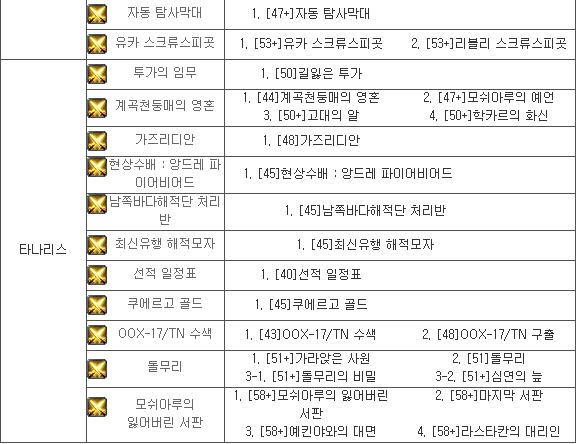 자동 탐사막대 1. [47+]자동 탐사막대
유카 스크류스피곳 1. [53+]유카 스크류스피곳 2. [53+]리블리 스크류스피곳
타나리스
투가의 임무 1. [50]길잃은 투가
계곡천둥매의 영혼 1. [44]계곡천둥매의 영혼 2. [47+]모쉬아루의 예언
3. [50+]고대의 알 4. [50+]학카르의 화신
가즈리디안 1. [48]가즈리디안
현상수배 : 앙드레 파
이어비어드
1. [45]현상수배 : 앙드레 파이어비어드
남쪽바다해적단 처리
반
1. [45]남쪽바다해적단 처리반
최신유행 해적모자 1. [45]최신유행 해적모자
선적 일정표 1. [40]선적 일정표
쿠에르고 골드 1. [45]쿠에르고 골드
OOX-17/TN 수색 1. [43]OOX-17/TN 수색 2. [48]OOX-17/TN 구출
돌무리 1. [51+]가라앉은 사원 2. [51]돌무리
3-1. [51+]돌무리의 비밀 3-2. [51+]심연의 늪
모쉬아루의
잃어버린 서판
1. [58+]모쉬아루의 잃어버린
서판
2. [58+]마지막 서판
3. [58+]예킨야와의 대면 4. [58+]라스타칸의 대리인